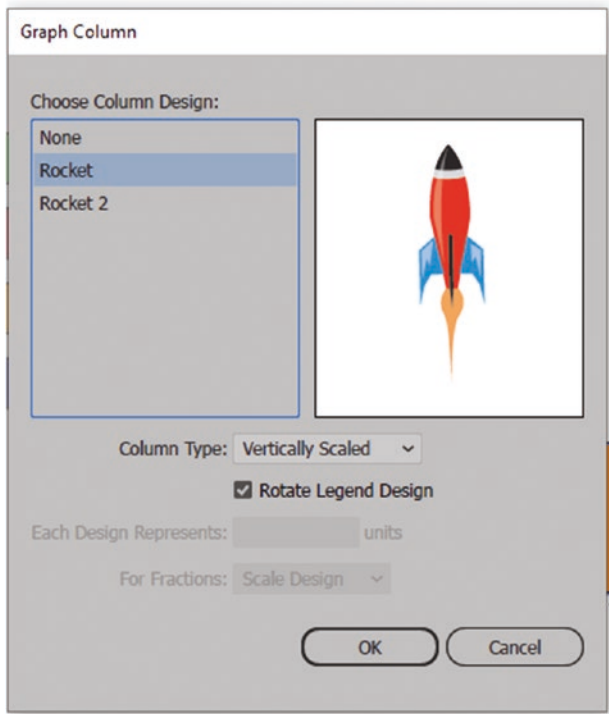 Graph Column
Choose Column Design:
None
Rocket
Rocket 2
Column Type: Vertically Scaled
Rotate Legend Design
Each Design Represents: units
For Fractions: Scale Design
OK Cancel